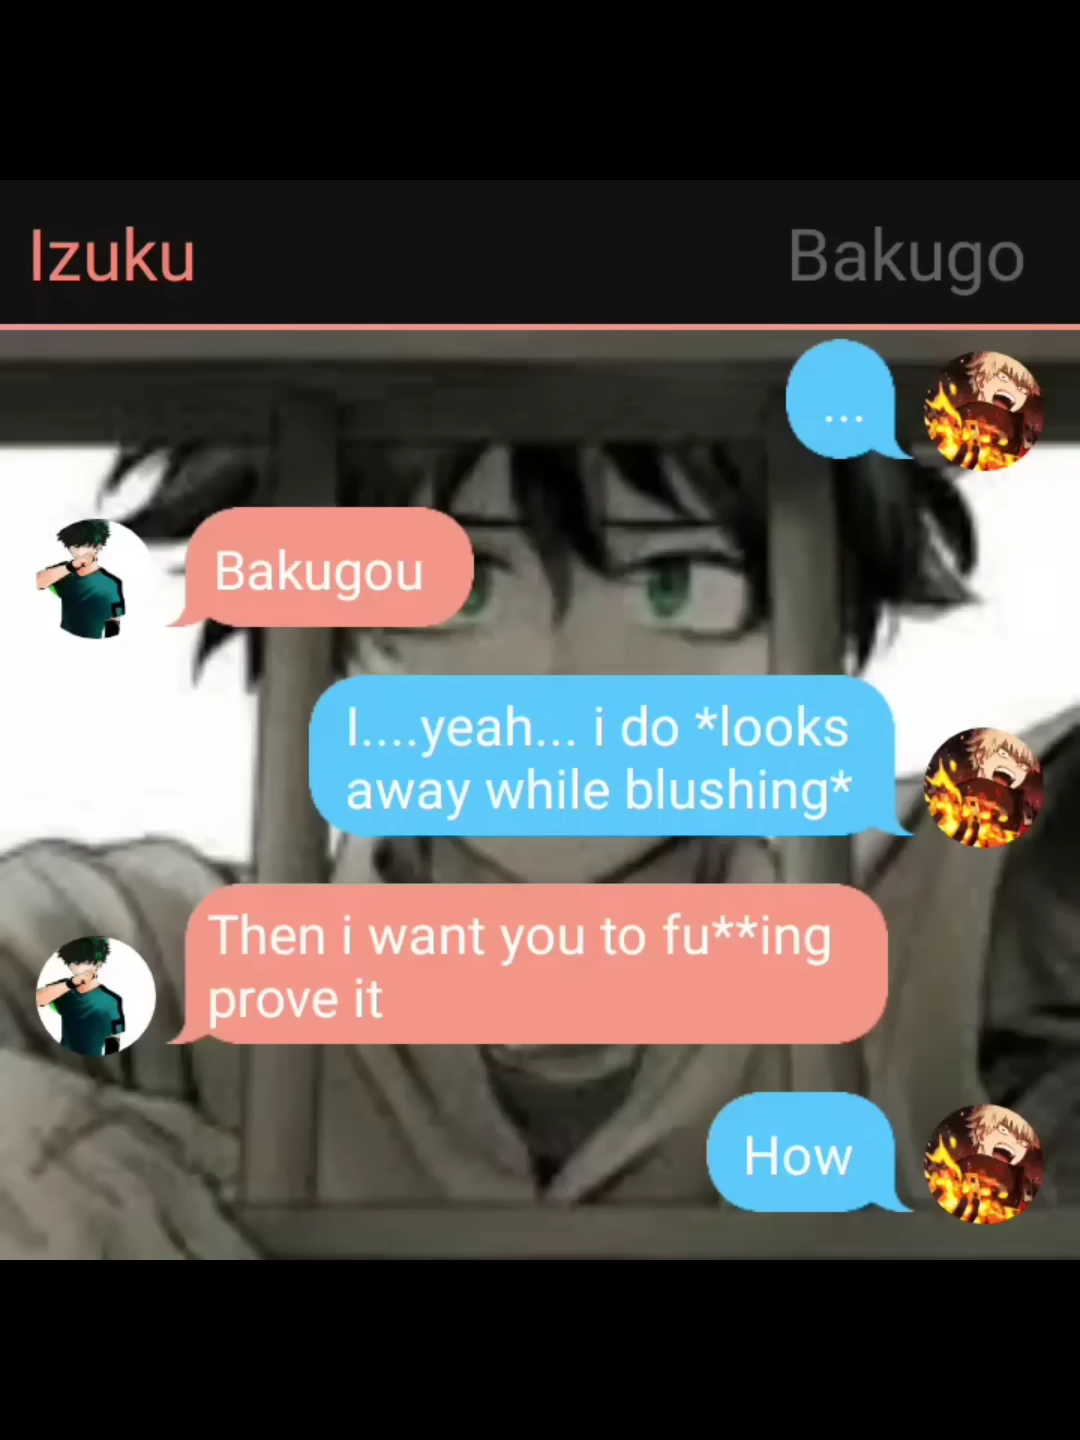 Izuku
Bakugo
...
Bakugou
I....yeah... i do *looks
away while blushing*
Then i want you to fu**ing
prove it
How